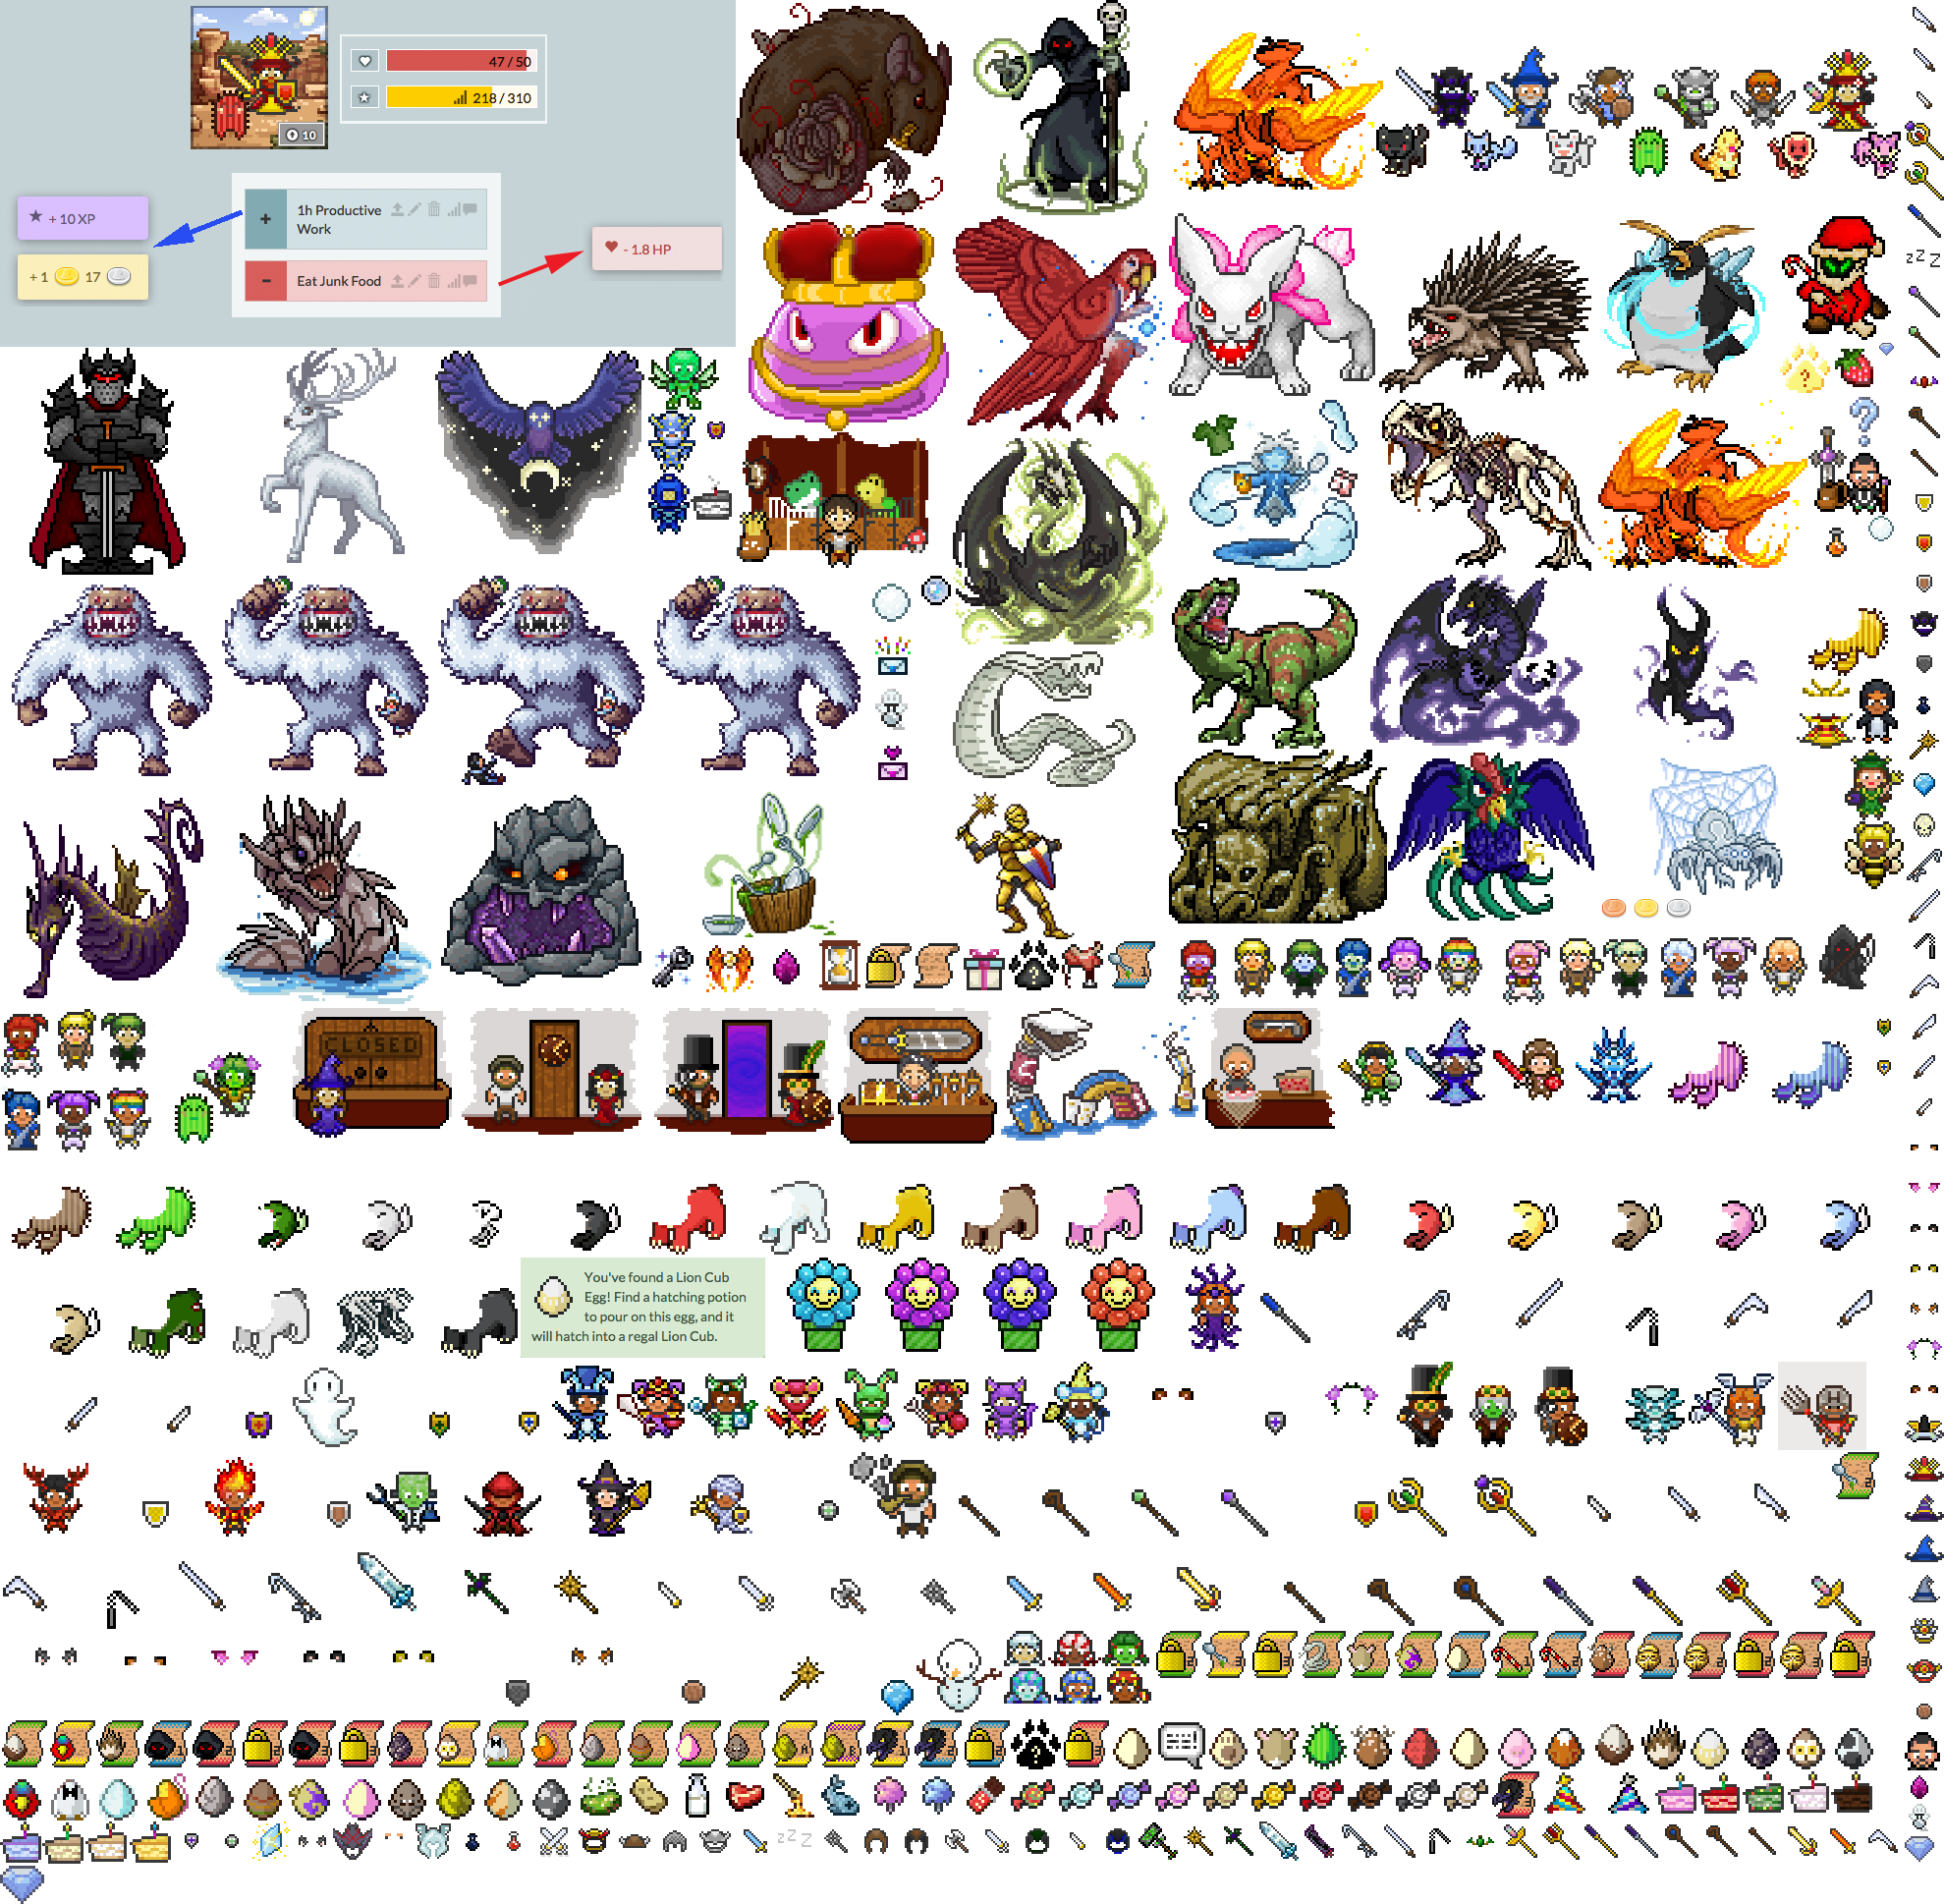 47 / 50
218 / 310
10
+ 10 XP
+ 1 17
+ 1h Productive
Work
- Eat Junk Food
- 1.8 HP
zZZ
?
?
CLOSED
You've found a Lion Cub
Egg! Find a hatching potion
to pour on this egg, and it
will hatch into a regal Lion Cub.
zZZ